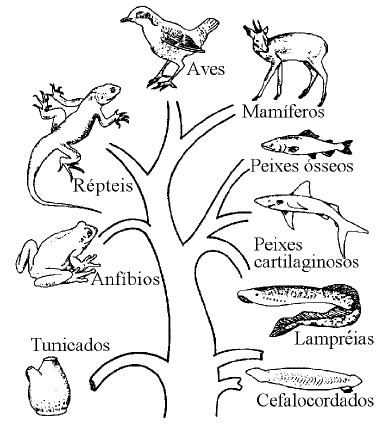 Aves
Mamíferos
Peixes ósseos
Répteis
Peixes
cartilaginosos
Anfíbios
Lampréias
Tunicados
Cefalocordados